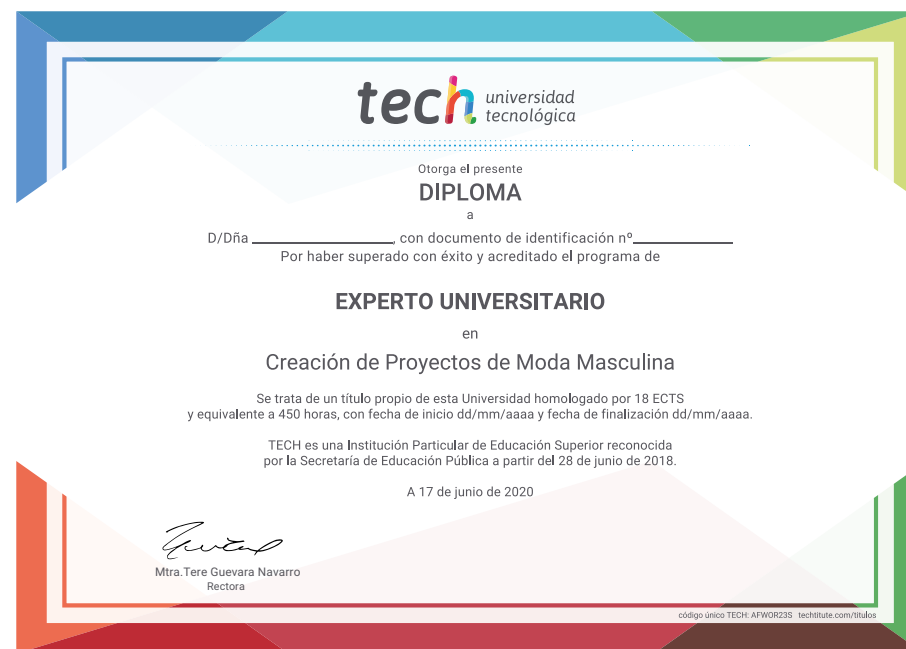 tech universidad
tecnológica
Otorga el presente
DIPLOMA
a
D/Dña ____________________, con documento de identificación nº______________
Por haber superado con éxito y acreditado el programa de
EXPERTO UNIVERSITARIO
en
Creación de Proyectos de Moda Masculina
Se trata de un título propio de esta Universidad homologado por 18 ECTS
y equivalente a 450 horas, con fecha de inicio dd/mm/aaaa y fecha de finalización dd/mm/aaaa.
TECH es una Institución Particular de Educación Superior reconocida
por la Secretaría de Educación Pública a partir del 28 de junio de 2018.
A 17 de junio de 2020
Mtra.Tere Guevara Navarro
Rectora
código único TECH: AFWOR23S techtitute.com/titulos